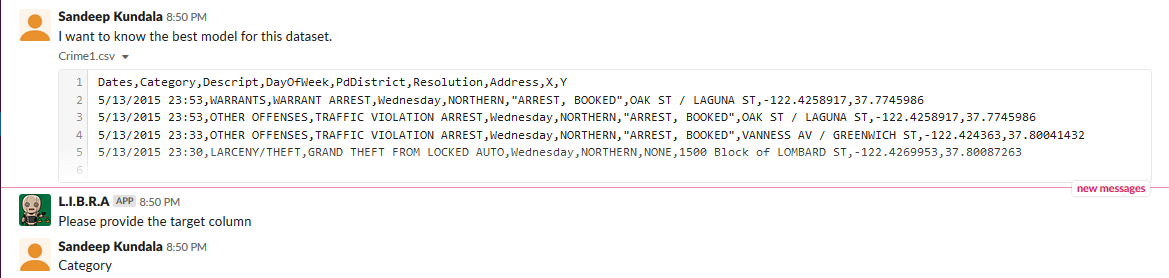 Sandeep Kundala 8:50 PM
I want to know the best model for this dataset.
Crime1.csv
1 Dates,Category,Descript,DayOfWeek,PdDistrict,Resolution,Address,X,Y
2 5/13/2015 23:53,WARRANTS,WARRANT ARREST,Wednesday,NORTHERN,"ARREST, BOOKED",OAK ST / LAGUNA ST,-122.4258917,37.7745986
3 5/13/2015 23:53,OTHER OFFENSES,TRAFFIC VIOLATION ARREST,Wednesday,NORTHERN,"ARREST, BOOKED",OAK ST / LAGUNA ST,-122.4258917,37.7745986
4 5/13/2015 23:33,OTHER OFFENSES,TRAFFIC VIOLATION ARREST,Wednesday,NORTHERN,"ARREST, BOOKED",VANNESS AV / GREENWICH ST,-122.424363,37.80041432
5 5/13/2015 23:30,LARCENY/THEFT,GRAND THEFT FROM LOCKED AUTO,Wednesday,NORTHERN,NONE,1500 Block of LOMBARD ST,-122.4269953,37.80087263
6
new messages
L.I.B.R.A APP 8:50 PM
Please provide the target column
Sandeep Kundala 8:50 PM
Category